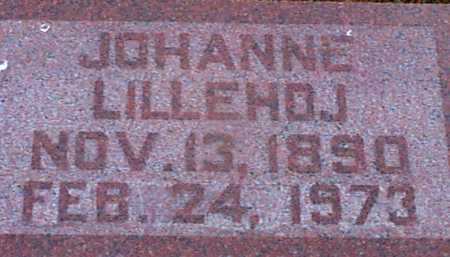 JOHANNE
LILLEHOJ
NOV. 13, 1890
FEB. 24, 1973